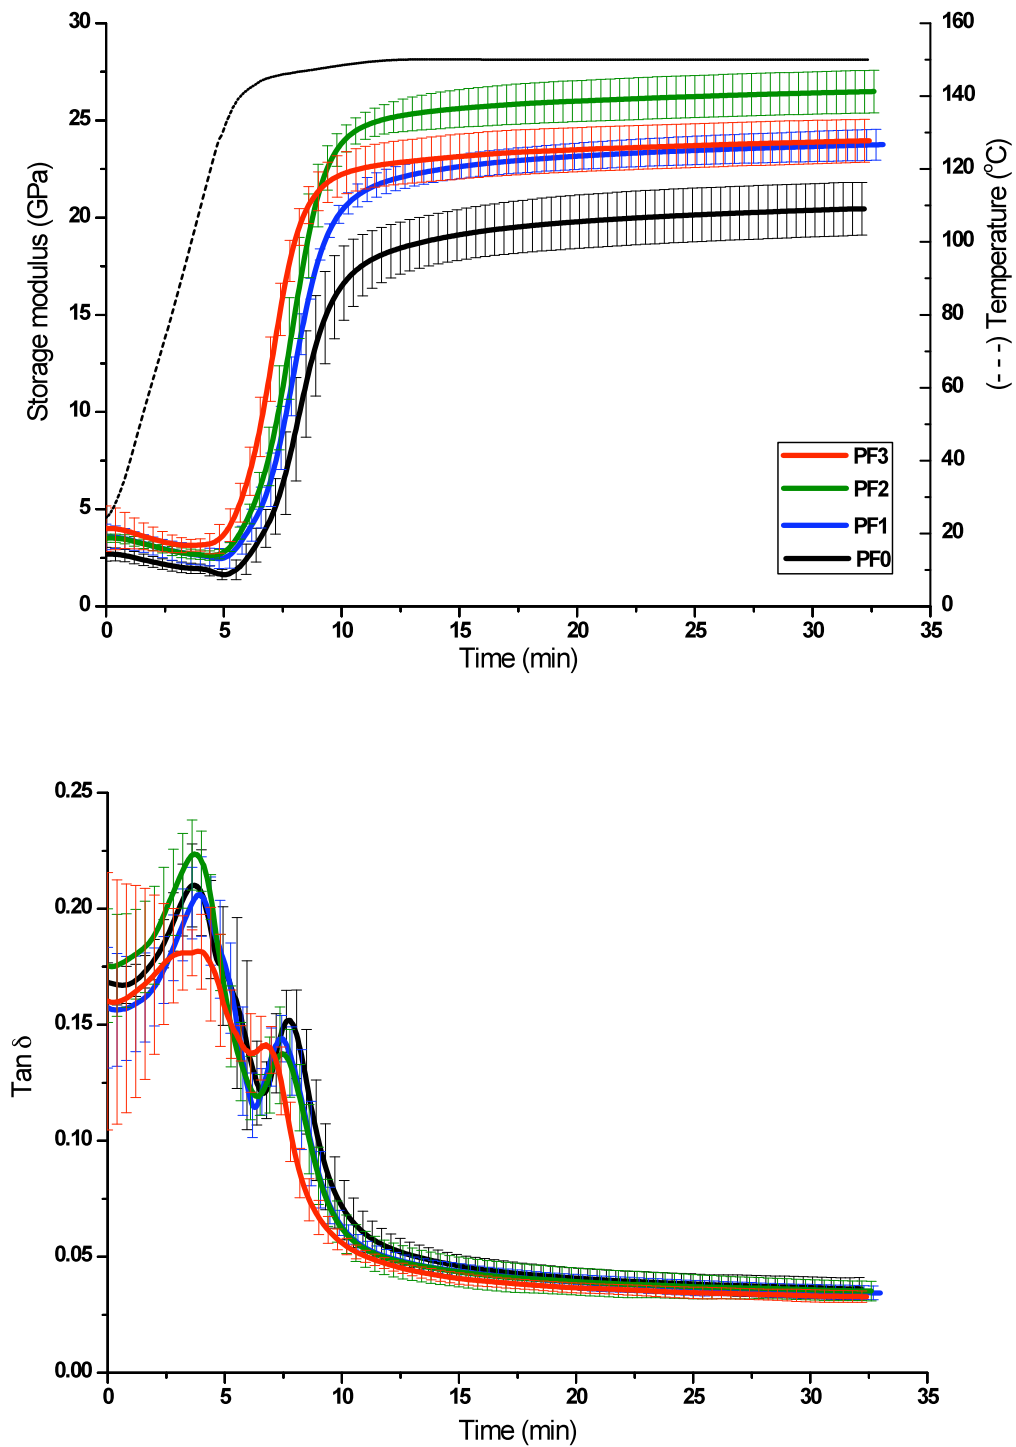 30
25
20
15
10
5
0
Storage modulus (GPa)
160
140
120
100
80
60
40
20
0
(---) Temperature (⁰C)
PF3
PF2
PF1
PF0
0 5 10 15 20 25 30 35
Time (min)
0.25
0.20
0.15
0.10
0.05
0.00
Tan δ
0 5 10 15 20 25 30 35
Time (min)